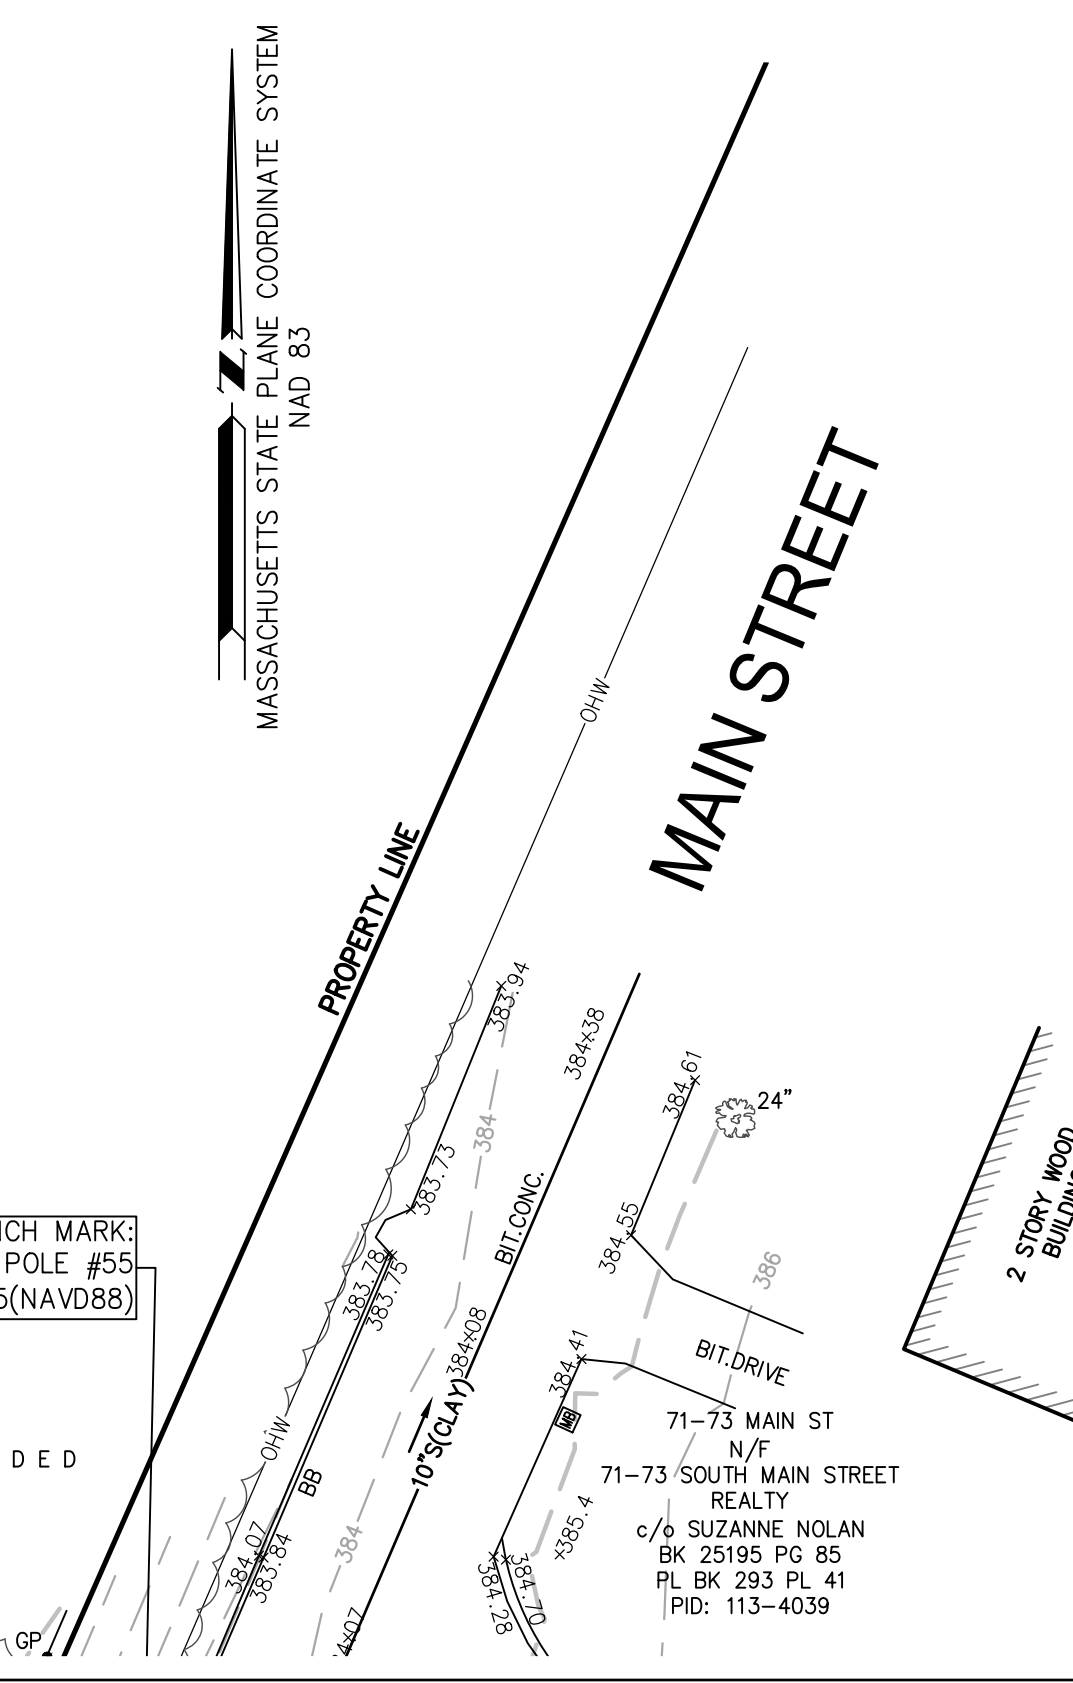 MASSACHUSETTS STATE PLANE COORDINATE SYSTEM
NAD 83
Z
MAIN STREET
OHW
PROPERTY LINE
383.94
384.38
384.61
24"
384
383.73
BIT.CONC.
384.55
2 STORY WOOD
BUILDING
MARK:
POLE #55
(NAVD88)
383.78
383.75
386
384.08
384.41
BIT.DRIVE
MB
10"S(CLAY)
OHW
BB
D E D
71-73 MAIN ST
N/F
71-73 SOUTH MAIN STREET
REALTY
c/o SUZANNE NOLAN
BK 25195 PG 85
PL BK 293 PL 41
PID: 113-4039
384
385.4
384.07
383.84
384.28
384.70
GP